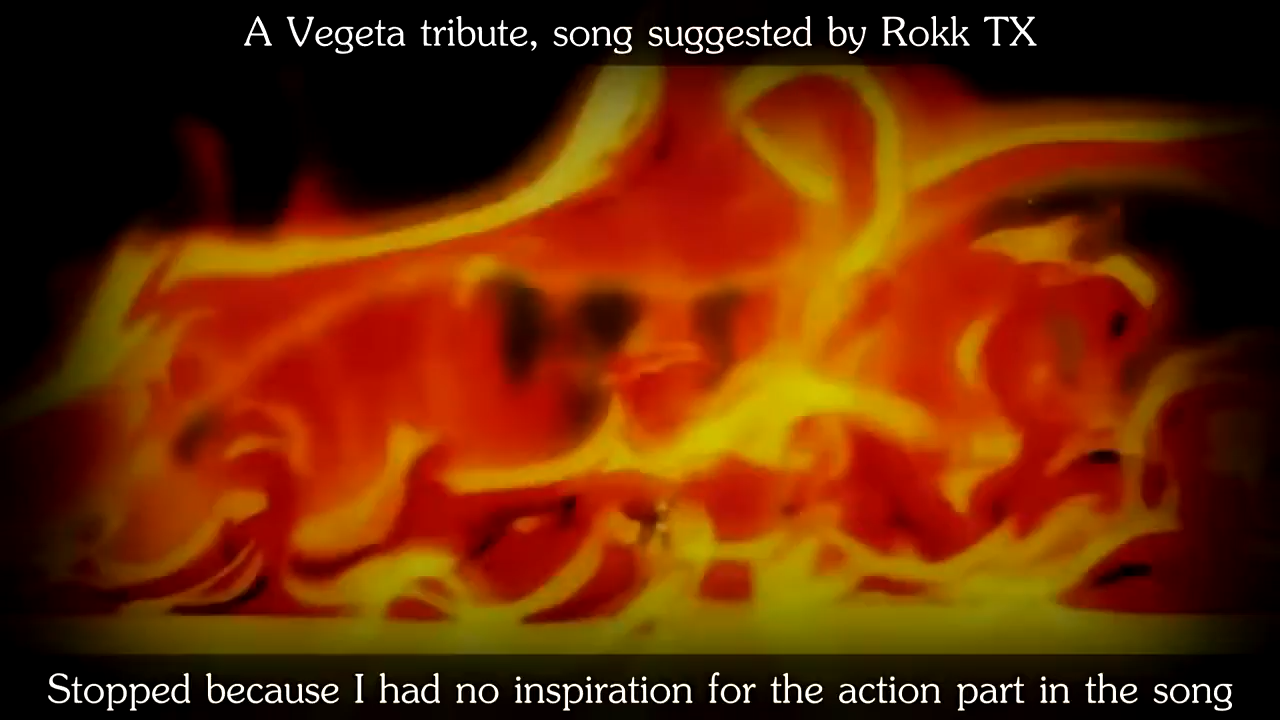 A Vegeta tribute, song suggested by Rokk TX
Stopped because I had no inspiration for the action part in the song